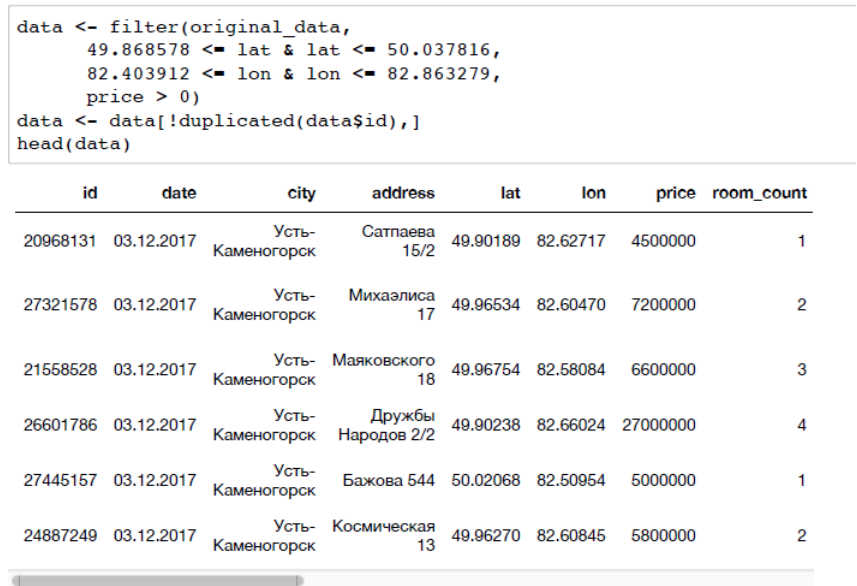 data <- filter(original_data,
49.868578 <= lat & lat <= 50.037816,
82.403912 <= lon & lon <= 82.863279,
price > 0)
data <- data[!duplicated(data$id),]
head(data)
id date city address lat lon price room_count
20968131 03.12.2017 Усть-Каменогорск Сатпаева 15/2 49.90189 82.62717 4500000 1
27321578 03.12.2017 Усть-Каменогорск Михаэлиса 17 49.96534 82.60470 7200000 2
21558528 03.12.2017 Усть-Каменогорск Маяковского 18 49.96754 82.58084 6600000 3
26601786 03.12.2017 Усть-Каменогорск Дружбы Народов 2/2 49.90238 82.66024 27000000 4
27445157 03.12.2017 Усть-Каменогорск Бажова 544 50.02068 82.50954 5000000 1
24887249 03.12.2017 Усть-Каменогорск Космическая 13 49.96270 82.60845 5800000 2